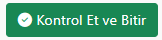 Kontrol Et ve Bitir